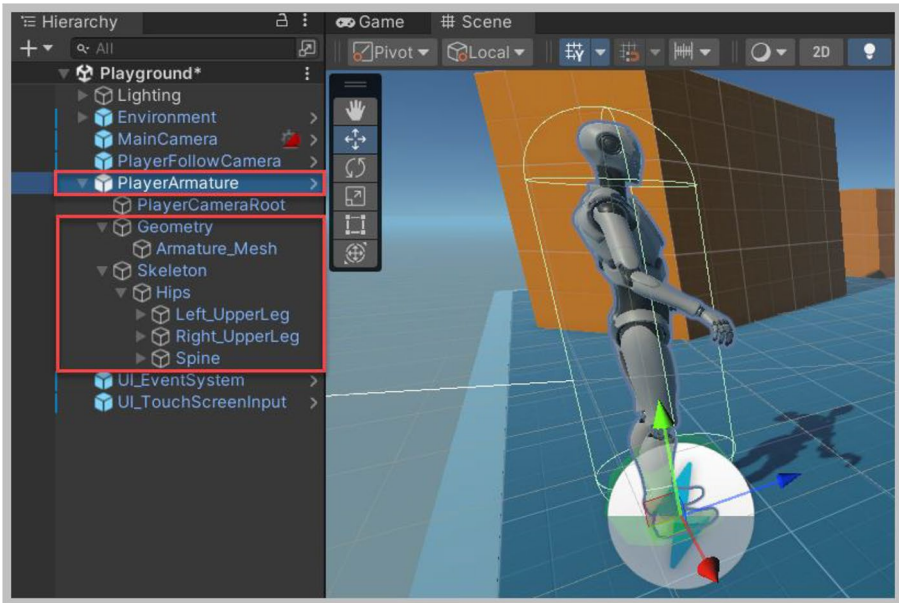 Hierarchy
All
Playground*
Lighting
Environment
MainCamera
PlayerFollowCamera
PlayerArmature
PlayerCameraRoot
Geometry
Armature_Mesh
Skeleton
Hips
Left_UpperLeg
Right_UpperLeg
Spine
UI_EventSystem
UI_TouchScreenInput
Game Scene
Pivot Local Y 2D